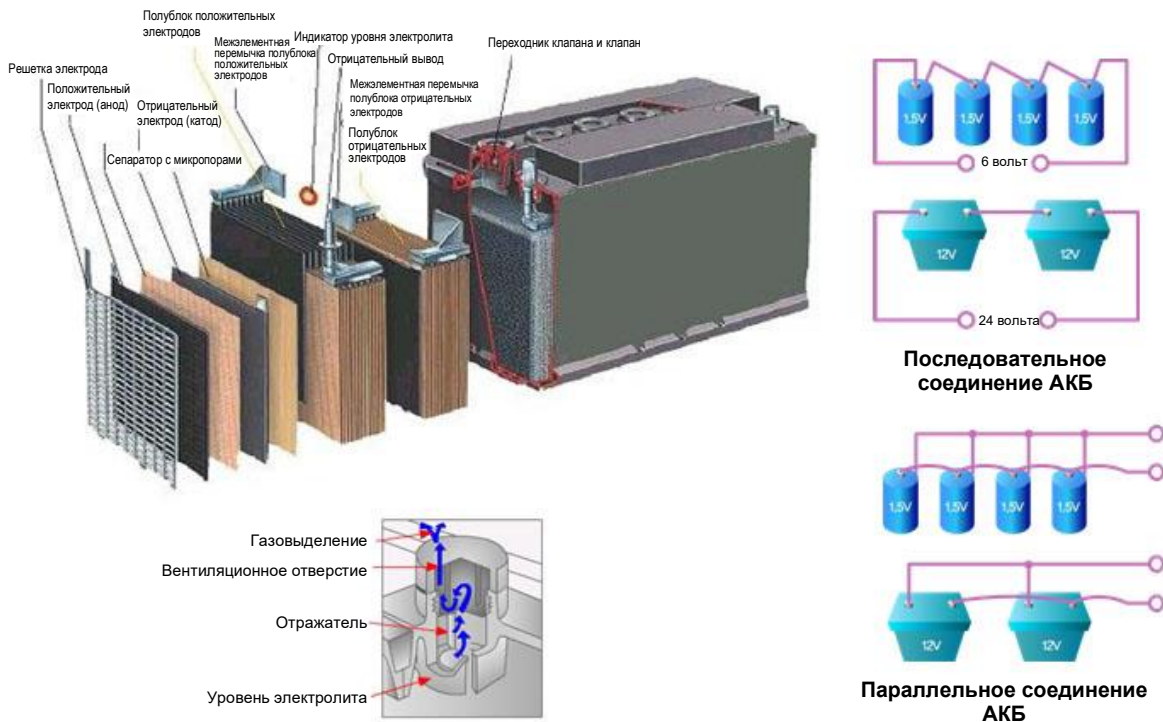 Полублок положительных
электродов
Межэлементная
перемычка полублока
положительных
электродов
Индикатор уровня электролита
Отрицательный вывод
Переходник клапана и клапан
Решетка электрода
Положительный
электрод (анод)
Отрицательный
электрод (катод)
Сепаратор с микропорами
Межэлементная перемычка
полублока отрицательных
электродов
Полублок
отрицательных
электродов
1,5V 1,5V 1,5V 1,5V
6 вольт
12V 12V
24 вольта
Последовательное
соединение АКБ
1,5V 1,5V 1,5V 1,5V
12V 12V
Параллельное соединение
АКБ
Газовыделение
Вентиляционное отверстие
Отражатель
Уровень электролита